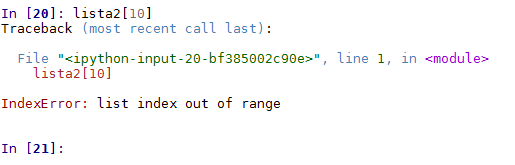 In [20]: lista2[10]
Traceback (most recent call last):
File "<ipython-input-20-bf385002c90e>", line 1, in <module>
lista2[10]
IndexError: list index out of range
In [21]: